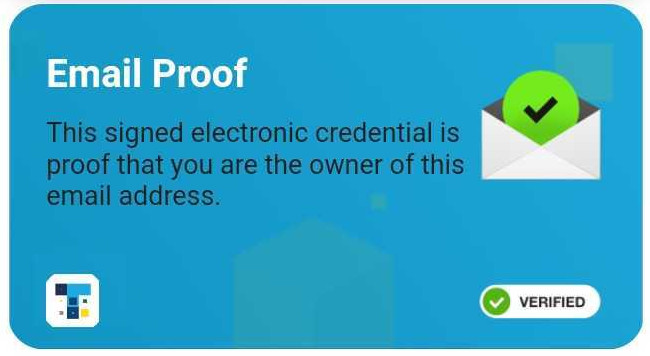 Email Proof
This signed electronic credential is
proof that you are the owner of this
email address.
VERIFIED